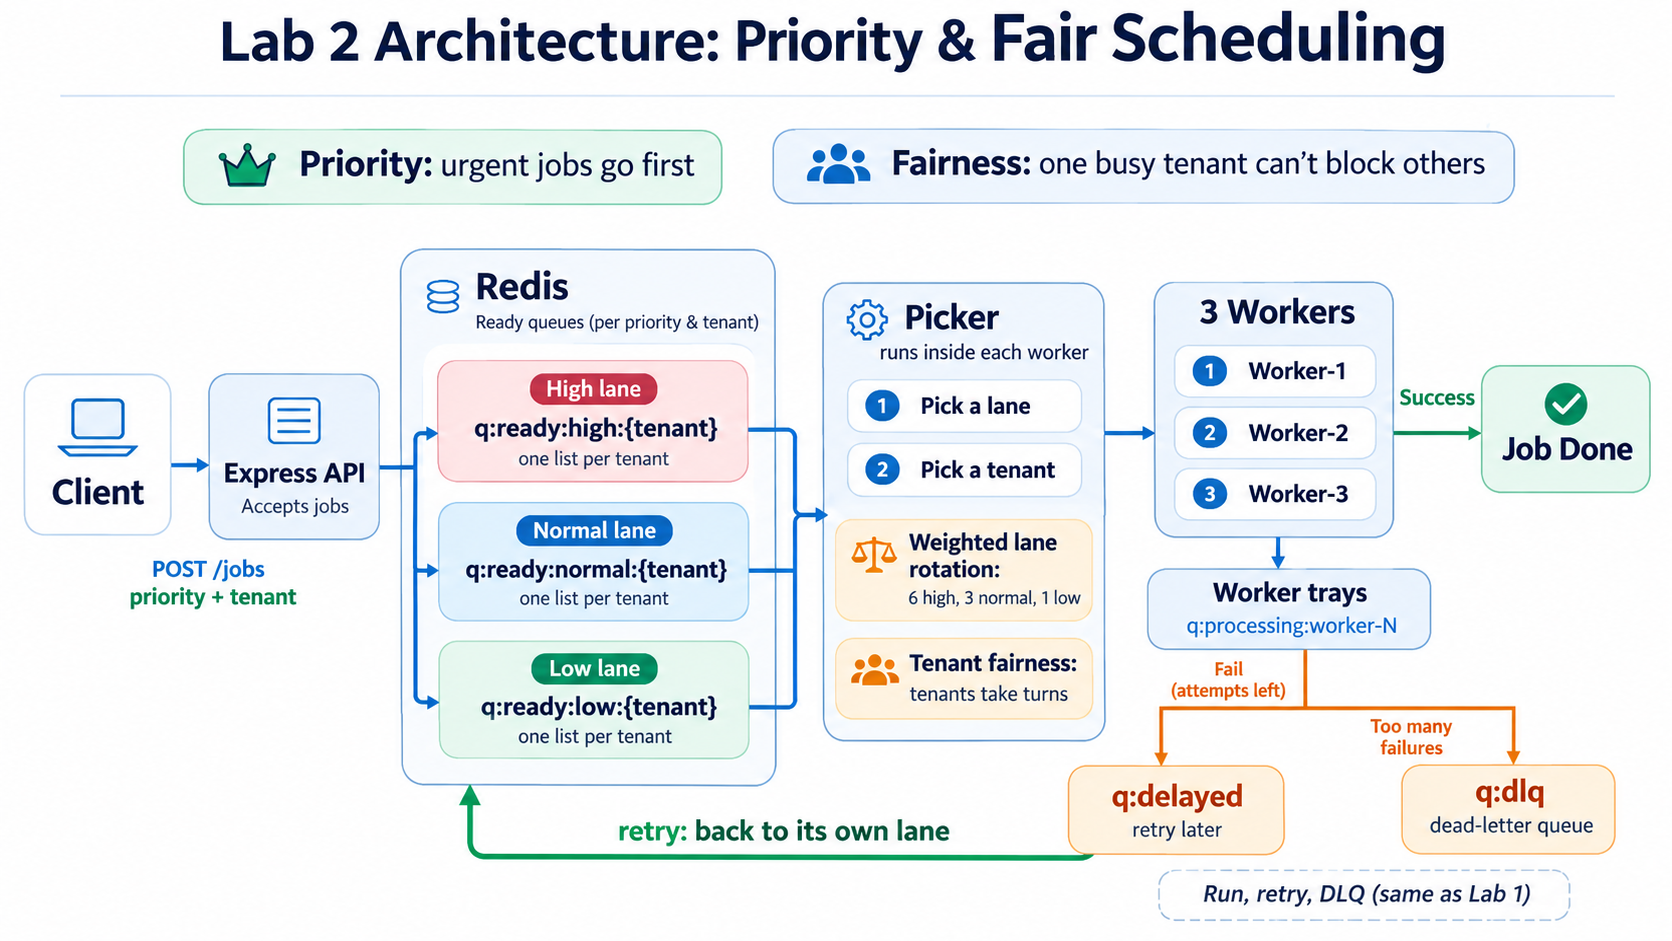 Lab 2 Architecture: Priority & Fair Scheduling
Priority: urgent jobs go first
Fairness: one busy tenant can't block others
Client
POST /jobs
priority + tenant
Express API
Accepts jobs
Redis
Ready queues (per priority & tenant)
High lane
q:ready:high:{tenant}
one list per tenant
Normal lane
q:ready:normal:{tenant}
one list per tenant
Low lane
q:ready:low:{tenant}
one list per tenant
Picker
runs inside each worker
1 Pick a lane
2 Pick a tenant
Weighted lane
rotation:
6 high, 3 normal, 1 low
Tenant fairness:
tenants take turns
3 Workers
1 Worker-1
2 Worker-2
3 Worker-3
Success
Job Done
Worker trays
q:processing:worker-N
Fail
(attempts left)
Too many
failures
q:delayed
retry later
q:dlq
dead-letter queue
retry: back to its own lane
Run, retry, DLQ (same as Lab 1)